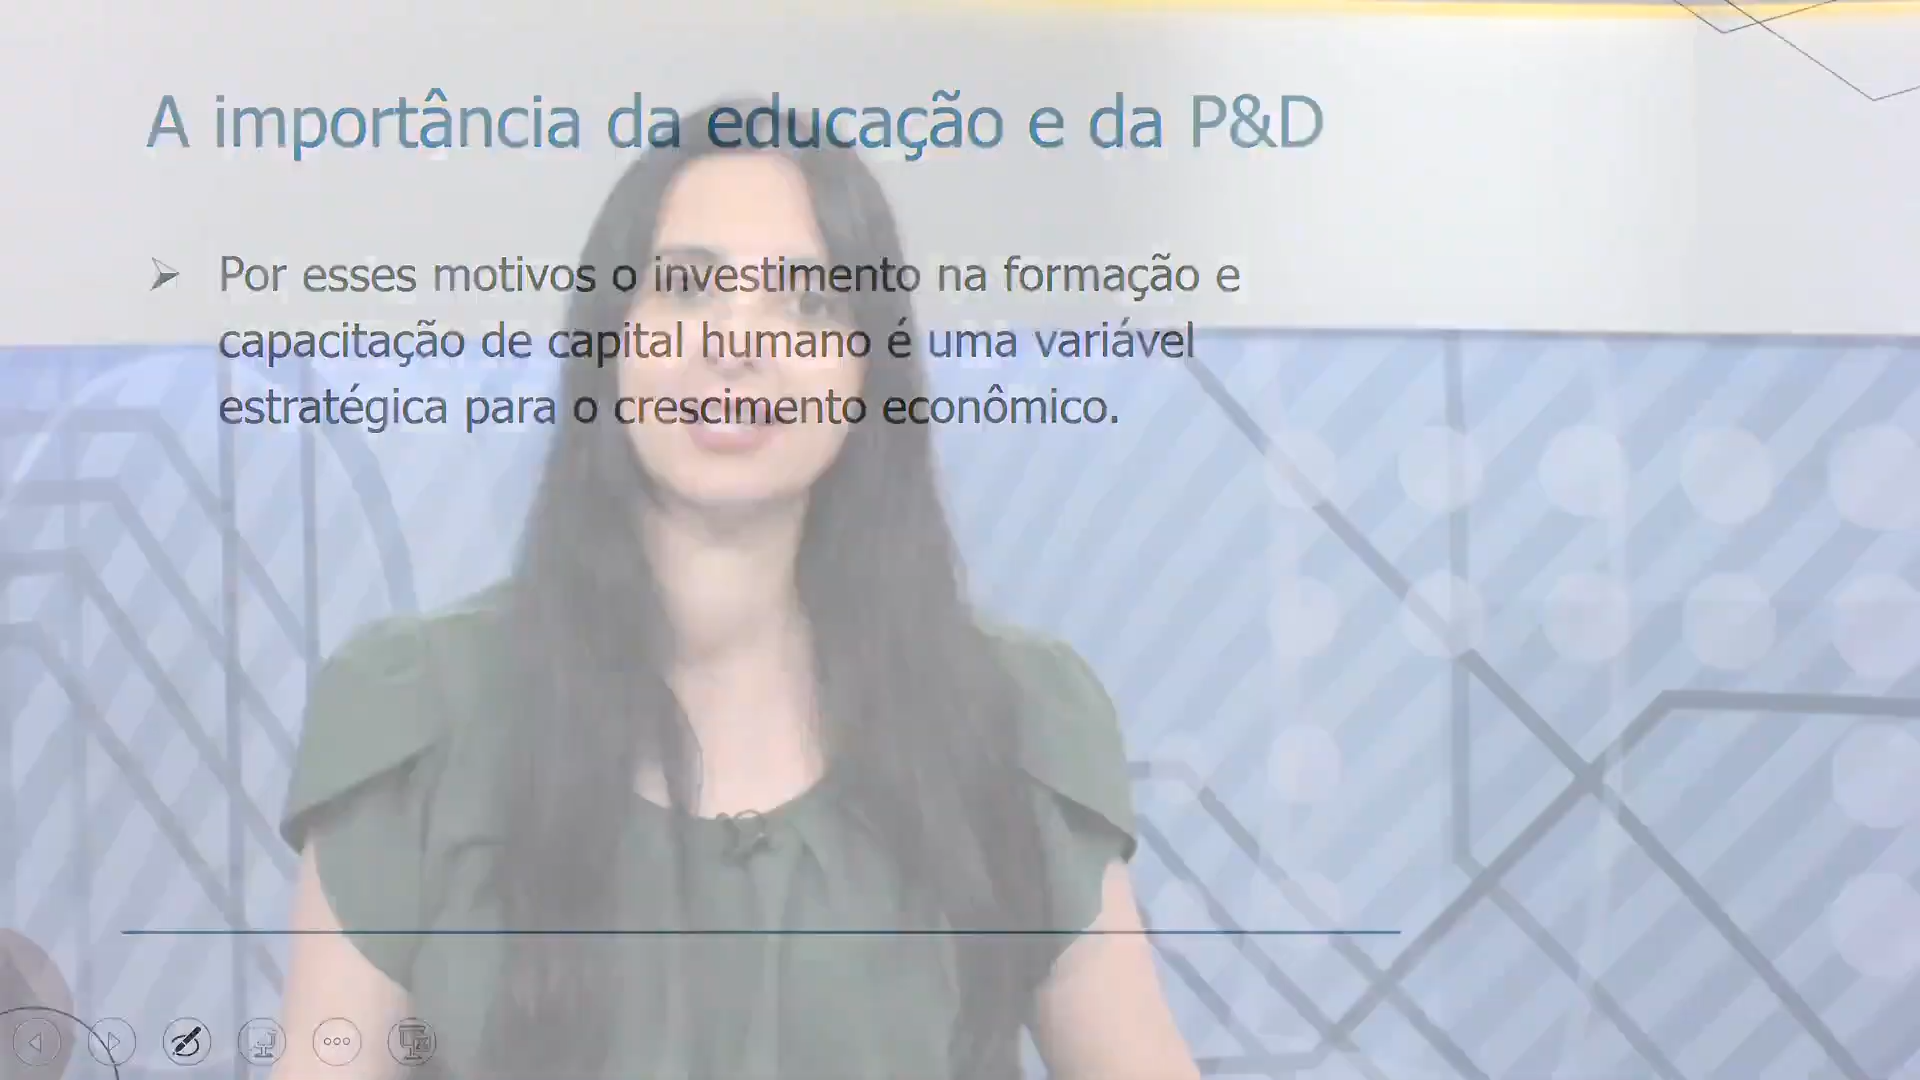 A importância da educação e da P&D
Por esses motivos o investimento na formação e
capacitação de capital humano é uma variável
estratégica para o crescimento econômico.